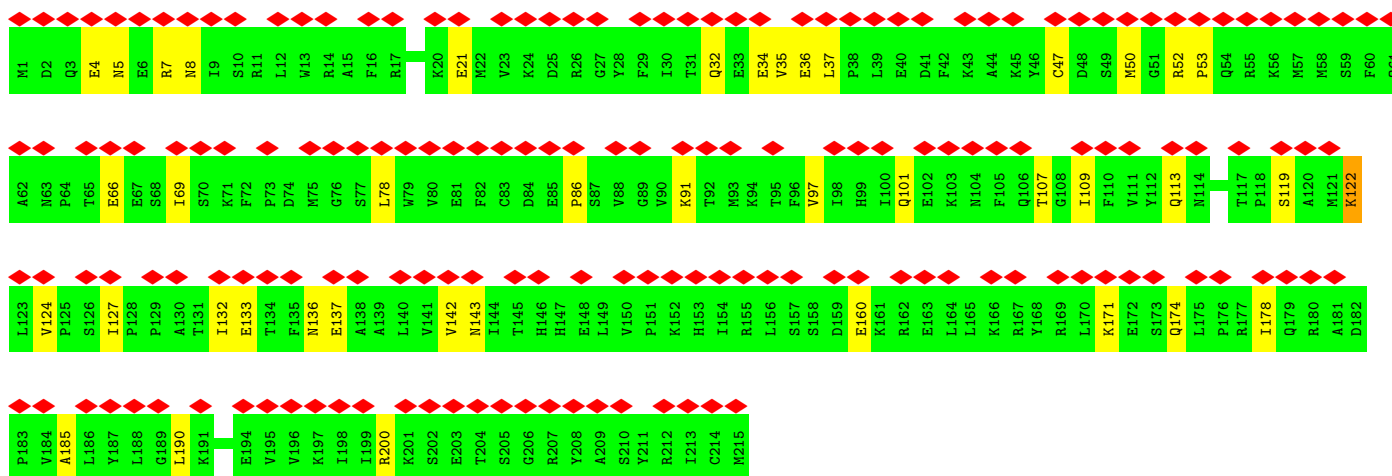 M1 D2 Q3 E4 N5 E6 R7 N8 I9 S10 R11 L12 W13 R14 A15 F16 R17 K20 E21 M22 V23 K24 D25 R26 G27 Y28 F29 I30 T31 Q32 E33 E34 V35 E36 L37 P38 L39 E40 D41 F42 K43 A44 K45 Y46 C47 D48 S49 M50 G51 R52 P53 Q54 R55 K56 M57 M58 S59 F60
A62 N63 P64 T65 E66 E67 S68 I69 S70 K71 F72 P73 D74 M75 G76 S77 L78 W79 V80 E81 F82 C83 D84 E85 P86 S87 V88 G89 V90 K91 T92 M93 K94 T95 F96 V97 I98 H99 I100 Q101 E102 K103 N104 F105 Q106 T107 G108 I109 F110 V111 Y112 Q113 N114 T117 P118 S119 A120 M121 K122
L123 V124 P125 S126 I127 P128 P129 A130 T131 I132 E133 T134 F135 N136 E137 A138 A139 L140 V141 V142 N143 I144 T145 H146 H147 E148 L149 V150 P151 K152 H153 I154 R155 L156 S157 S158 D159 E160 K161 R162 E163 L164 L165 K166 R167 Y168 R169 L170 K171 E172 S173 Q174 L175 P176 R177 I178 Q179 R180 A181 D182
P183 V184 A185 L186 Y187 L188 G189 L190 K191 E194 V195 V196 K197 I198 I199 R200 K201 S202 E203 T204 S205 G206 R207 Y208 A209 S210 Y211 R212 I213 C214 M215